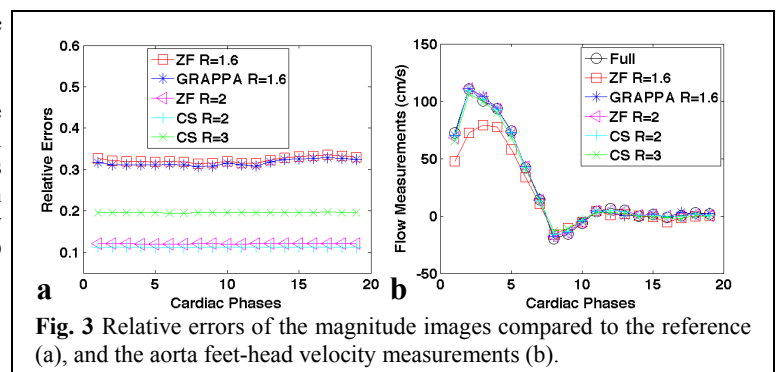 0.6
0.5
0.4
0.3
0.2
0.1
Relative Errors
ZF R=1.6
GRAPPA R=1.6
ZF R=2
CS R=2
CS R=3
0 5 10 15 20
a
Cardiac Phases
150
100
50
0
-50
Flow Measurements (cm/s)
Full
ZF R=1.6
GRAPPA R=1.6
ZF R=2
CS R=2
CS R=3
0 5 10 15 20
b
Cardiac Phases
Fig. 3 Relative errors of the magnitude images compared to the reference
(a), and the aorta feet-head velocity measurements (b).